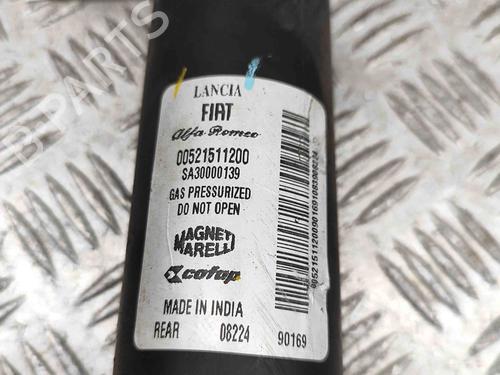 LANCIA
FIAT
Alfa Romeo
00521511200
SA30000139
GAS PRESSURIZED
DO NOT OPEN
MAGNETI
MARELLI
cofap
MADE IN INDIA
REAR 08224 90169
B-PARTS